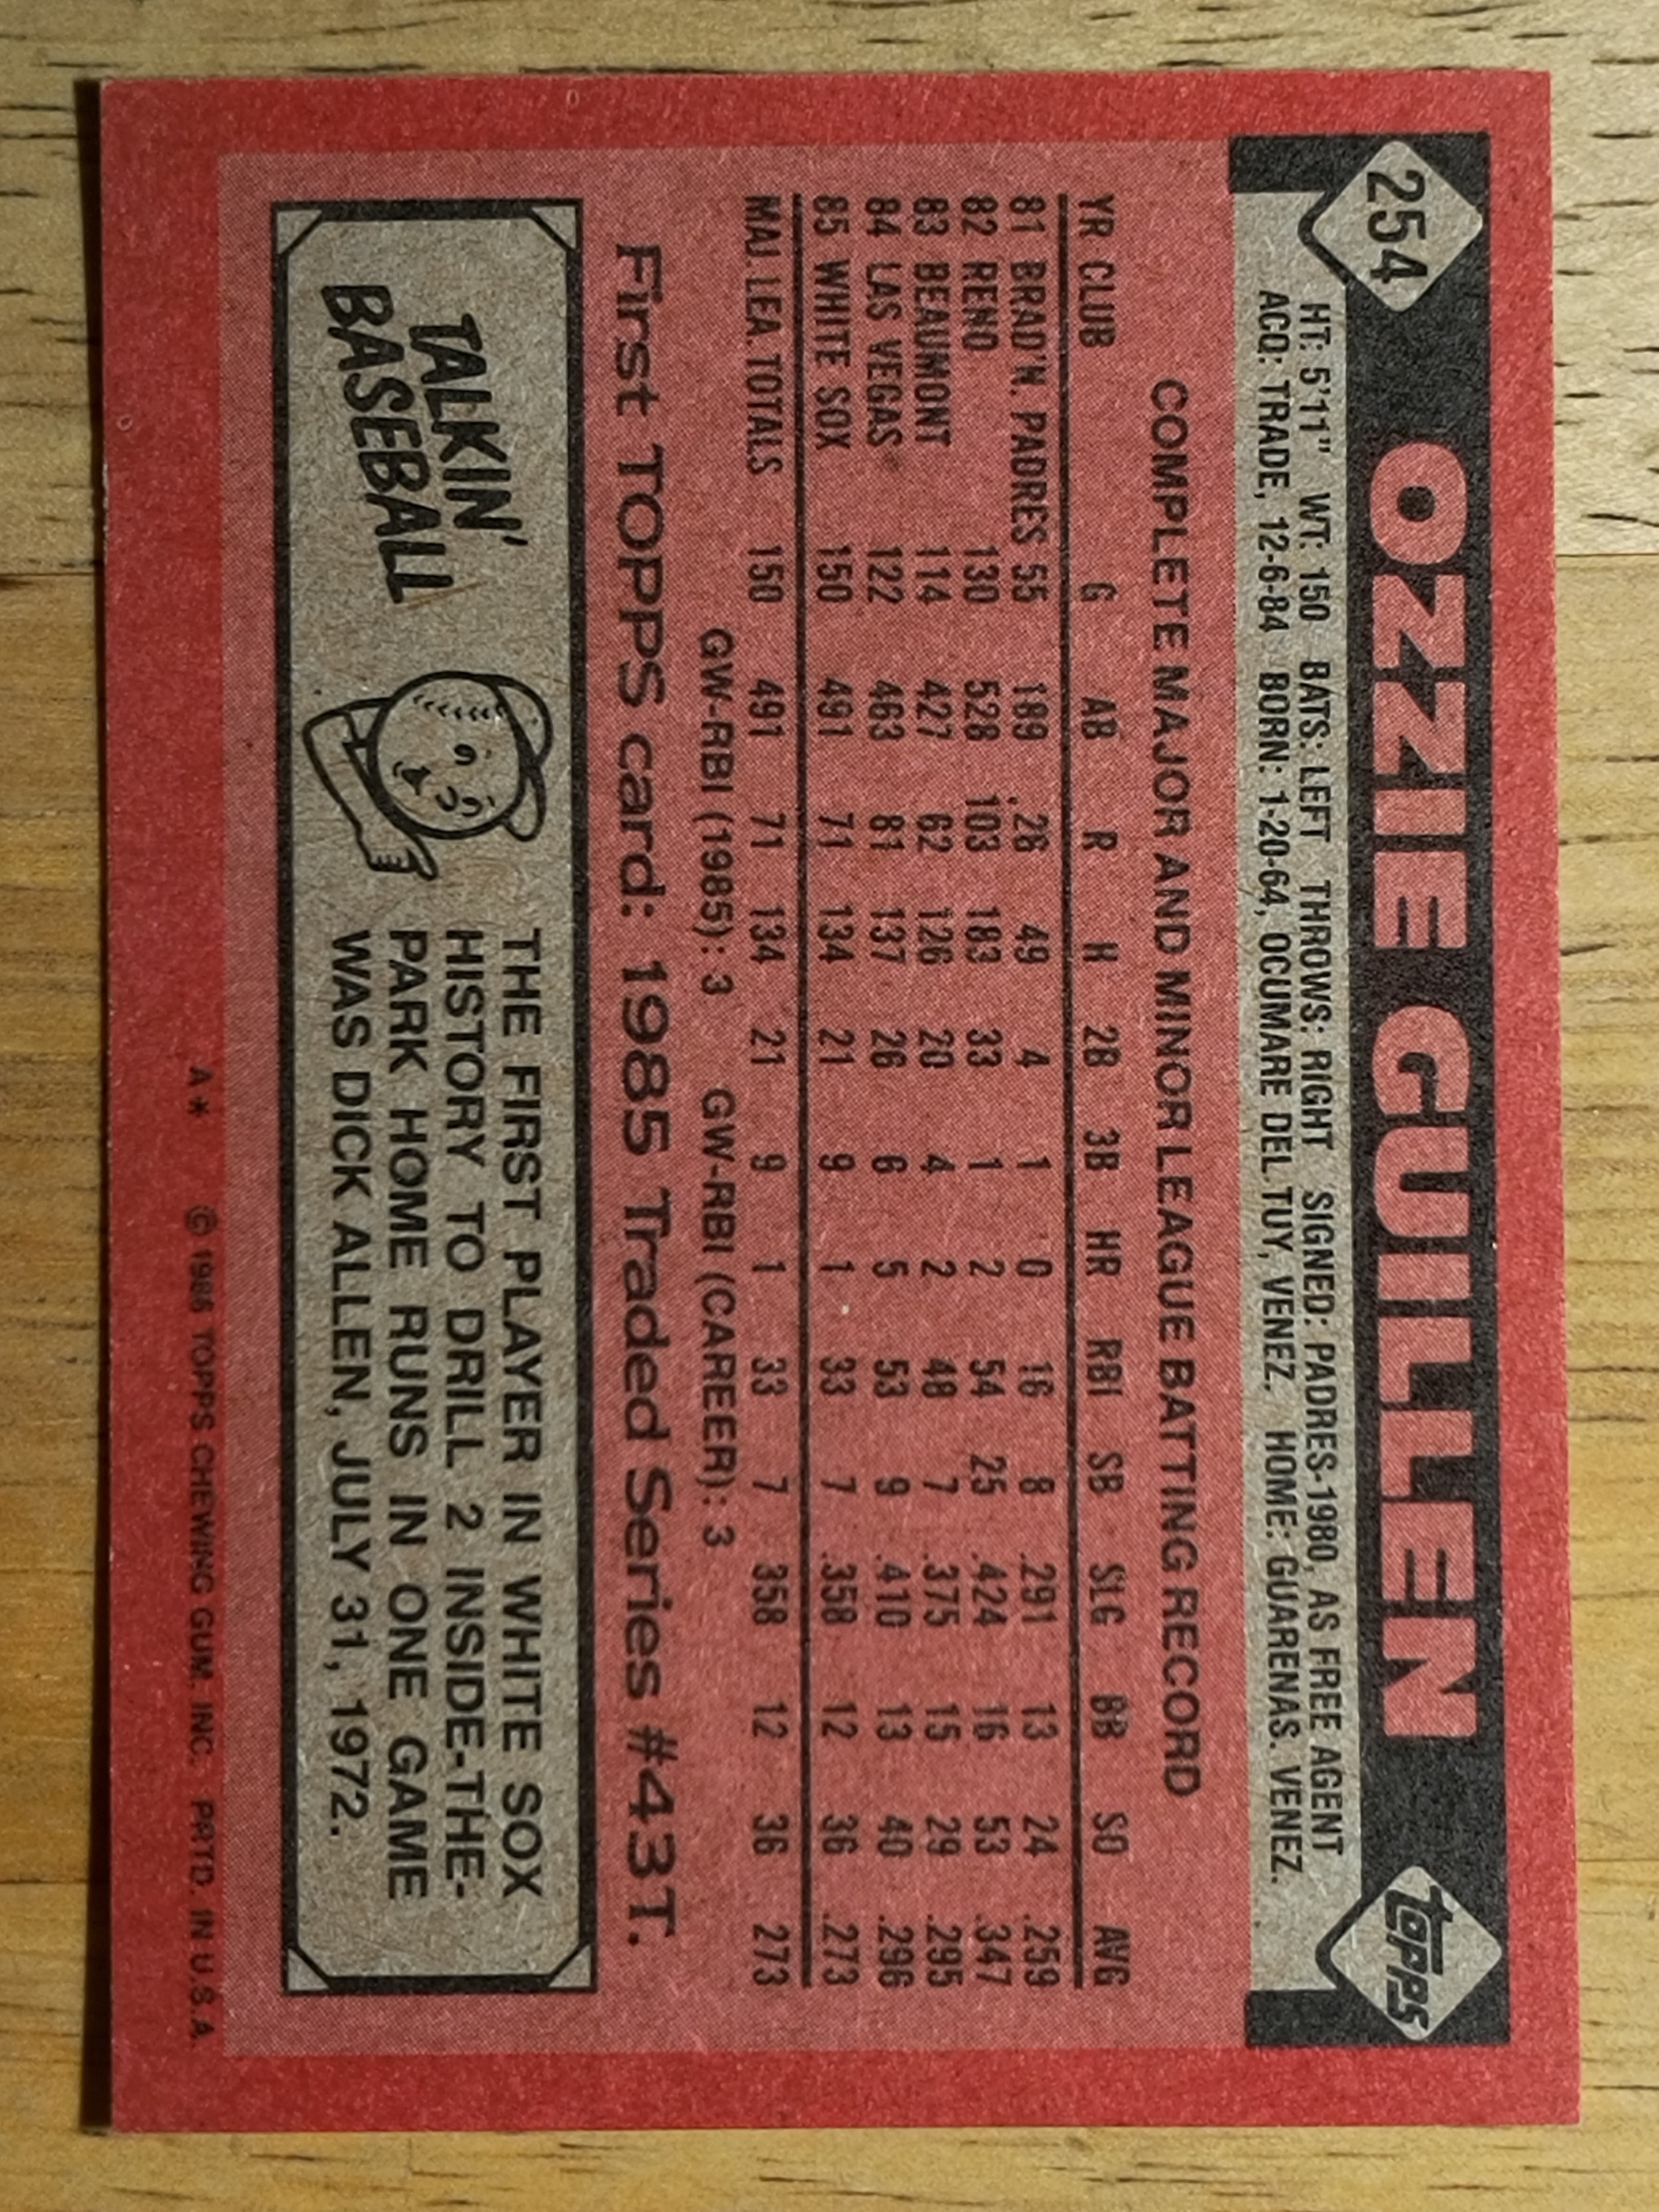 254 OZZIE GUILLEN topps
HT: 5'11" WT: 150 BATS: LEFT THROWS: RIGHT SIGNED: PADRES-1980, AS FREE AGENT
ACQ: TRADE, 12-6-84 BORN: 1-20-64, OCUMARE DEL TUY, VENEZ. HOME: GUARENAS. VENEZ.
COMPLETE MAJOR AND MINOR LEAGUE BATTING RECORD
YR CLUB G AB R H 2B 3B HR RBI SB SLG BB SO AVG
81 BRAD'N. PADRES 55 189 28 49 4 1 0 16 8 .291 13 24 .259
82 RENO 130 528 103 183 33 1 2 54 25 .424 16 53 .347
83 BEAUMONT 114 427 62 126 20 4 2 48 7 .375 15 29 .295
84 LAS VEGAS 122 463 81 137 26 6 5 53 9 .410 13 40 .296
85 WHITE SOX 150 491 71 134 21 9 1 33 7 .358 12 36 .273
MAJ. LEA. TOTALS 150 491 71 134 21 9 1 33 7 .358 12 36 .273
GW-RBI (1985): 3 GW-RBI (CAREER): 3
First TOPPS card: 1985 Traded Series #43T.
TALKIN'
BASEBALL
THE FIRST PLAYER IN WHITE SOX
HISTORY TO DRILL 2 INSIDE-THE-
PARK HOME RUNS IN ONE GAME
WAS DICK ALLEN, JULY 31, 1972.
A* © 1986 TOPPS CHEWING GUM. INC. PRTD. IN U.S.A.